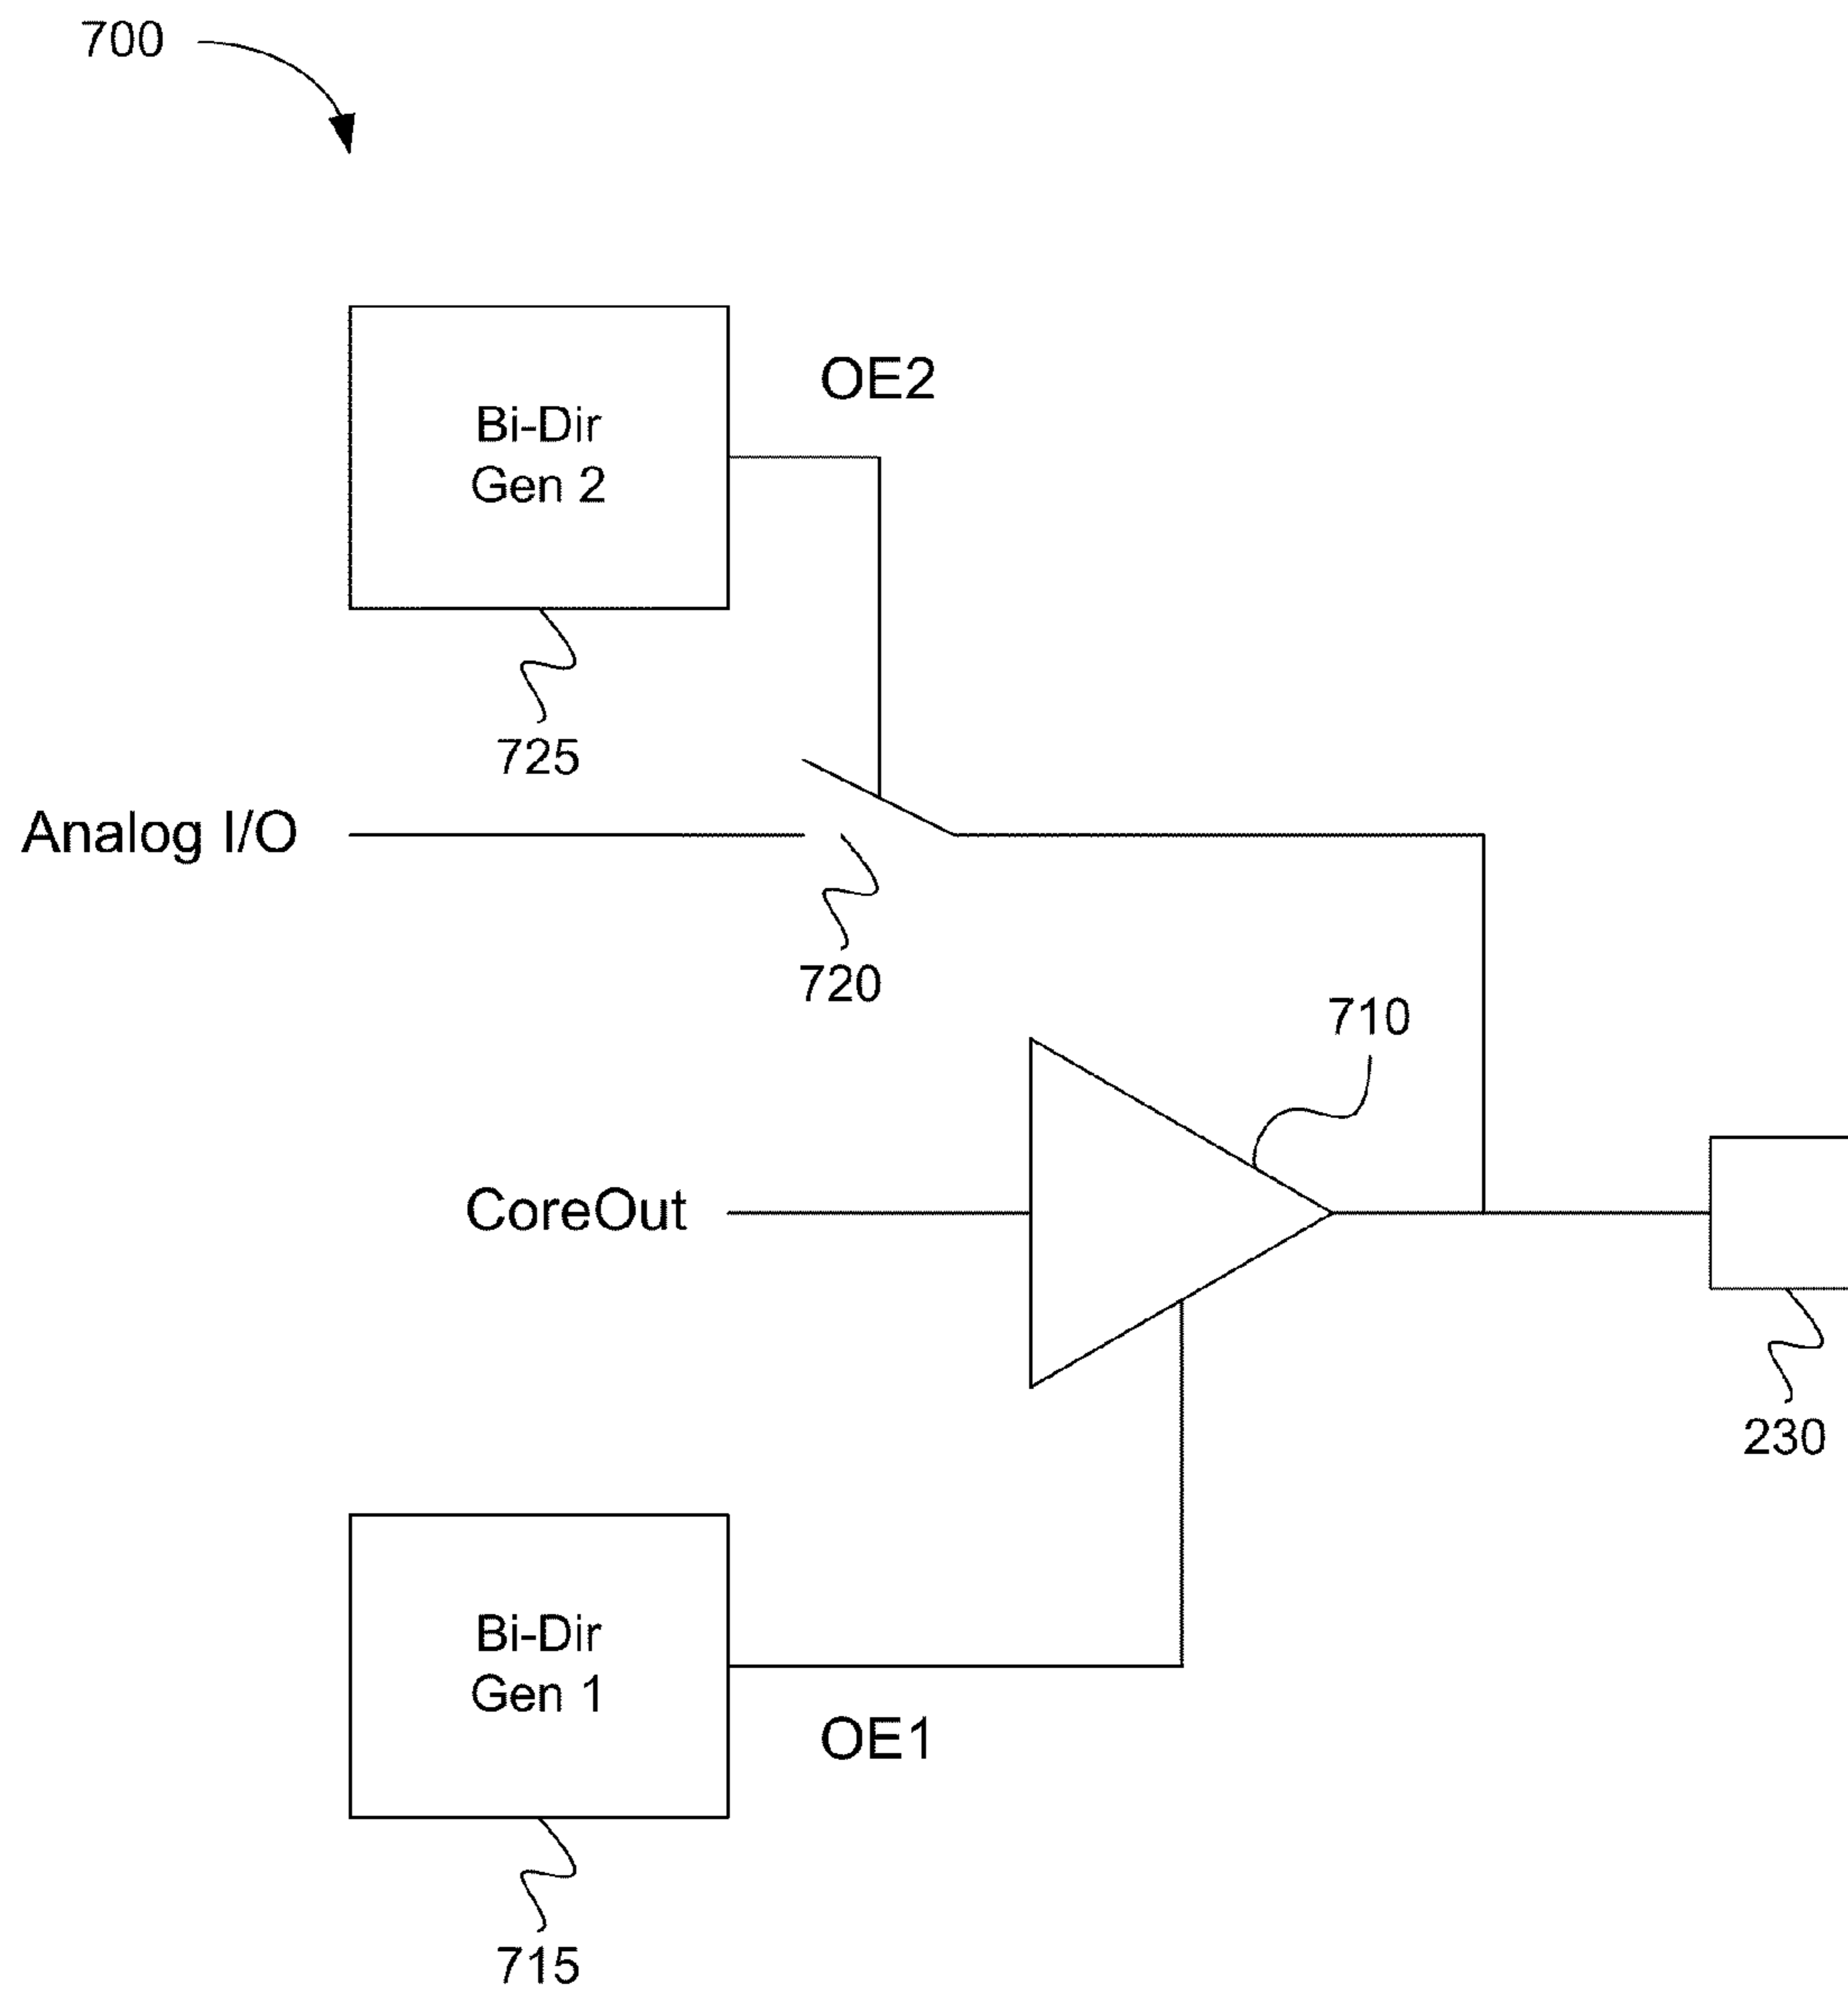 700
OE2
Bi-Dir
Gen 2
725
Analog I/O
720
710
CoreOut
230
Bi-Dir
Gen 1
OE1
715